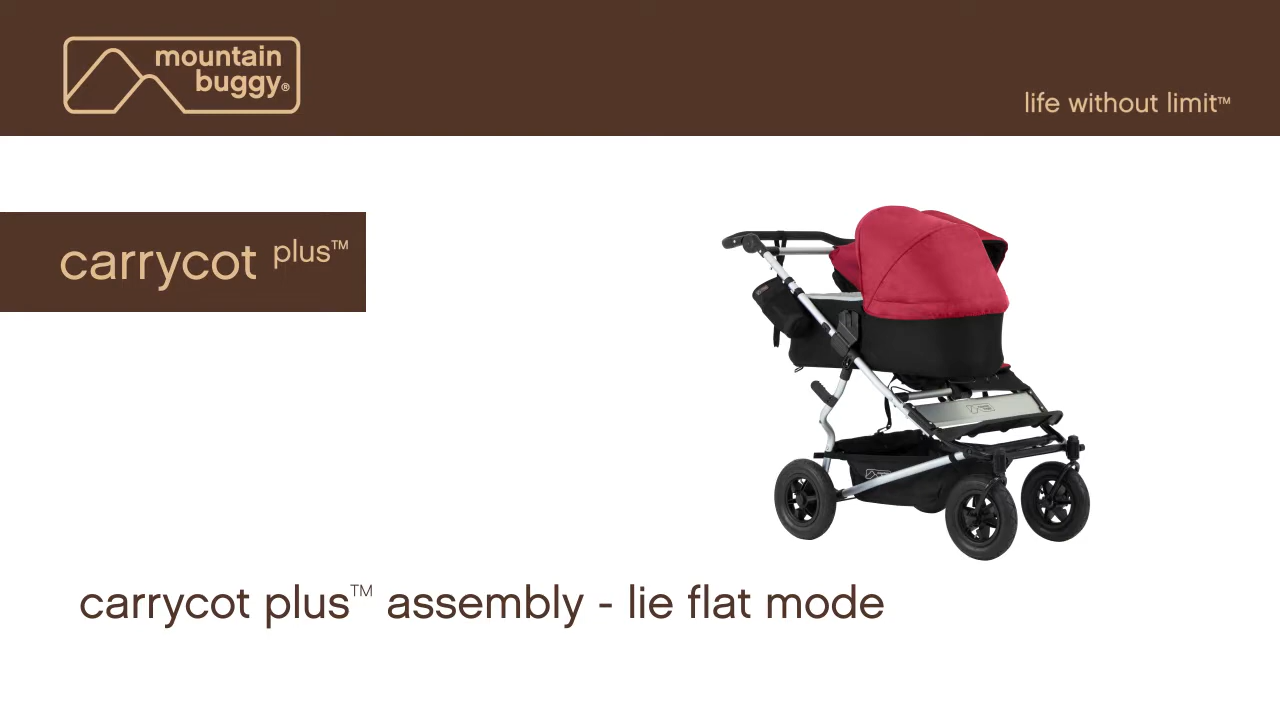 mountain
buggy®
life without limit™
carrycot plus™
carrycot plus™ assembly - lie flat mode